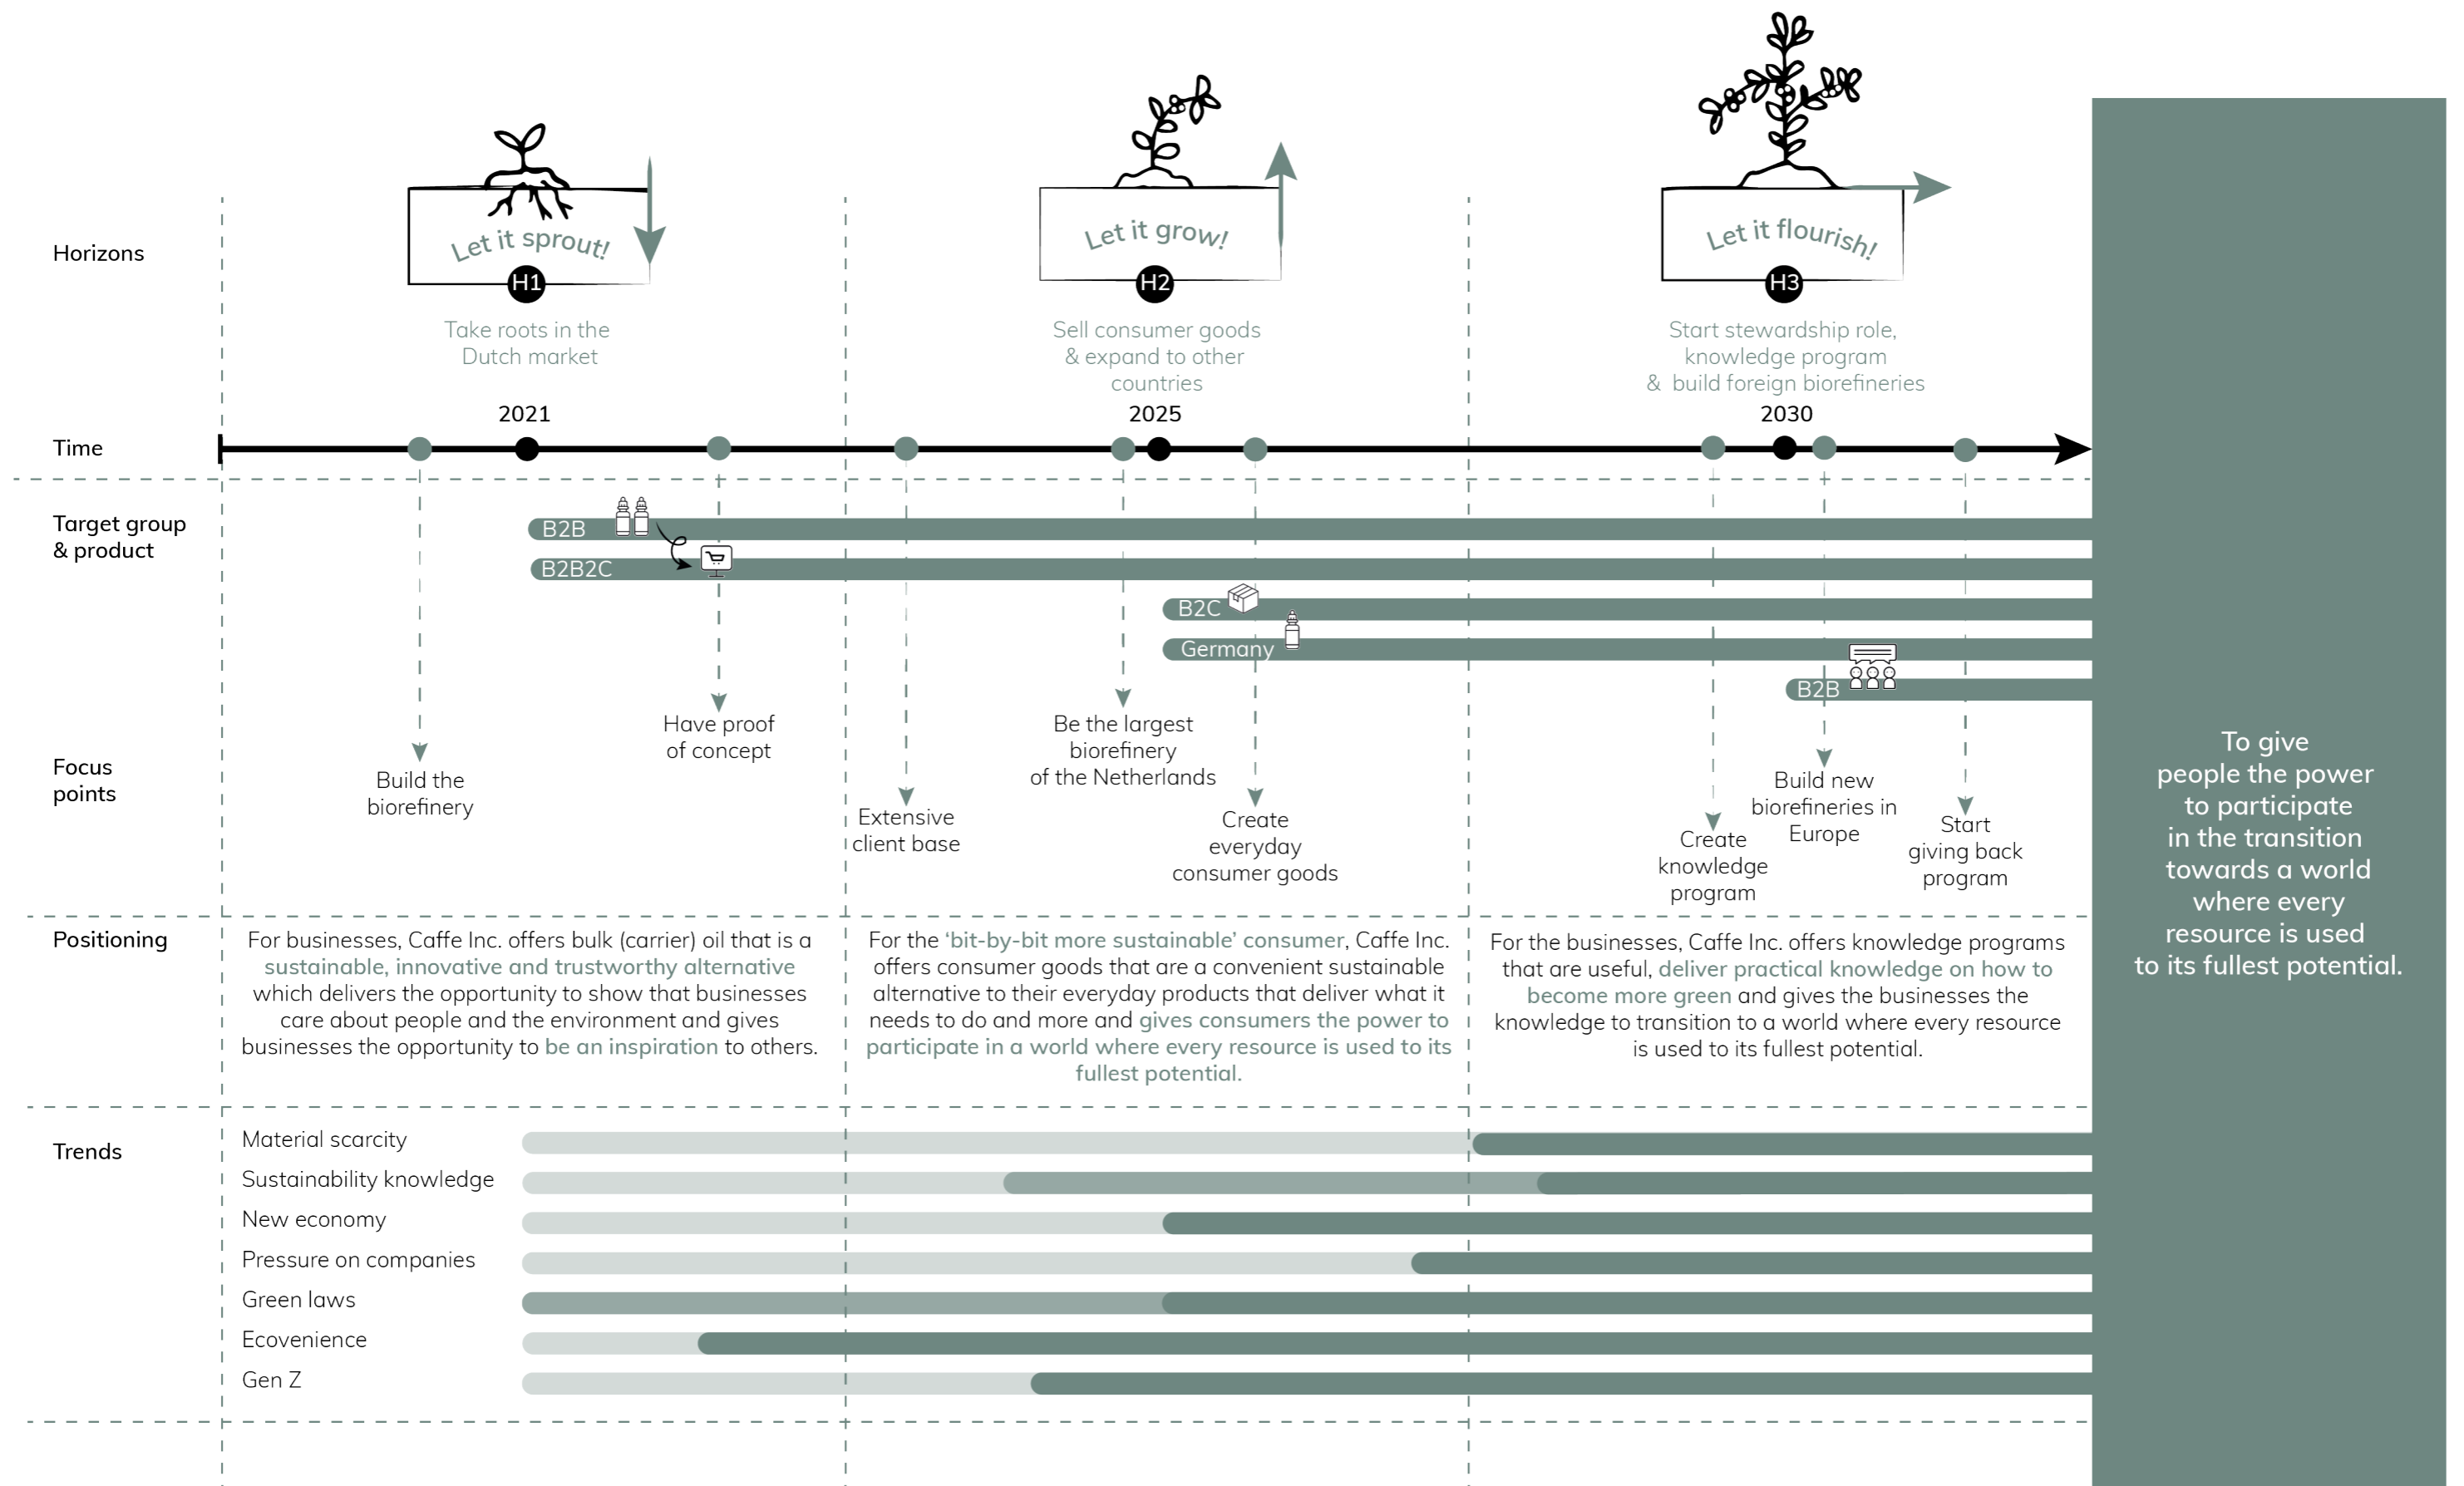 Horizons
Let it sprout!
H1
Take roots in the
Dutch market
Let it grow!
H2
Sell consumer goods
& expand to other
countries
Let it flourish!
H3
Start stewardship role,
knowledge program
& build foreign biorefineries
Time
2021
2025
2030
Target group
& product
B2B
B2B2C
B2C
Germany
B2B
Focus
points
Build the
biorefinery
Have proof
of concept
Extensive
client base
Be the largest
biorefinery
of the Netherlands
Create
everyday
consumer goods
Create
knowledge
program
Build new
biorefineries in
Europe
Start
giving back
program
Positioning
For businesses, Caffe Inc. offers bulk (carrier) oil that is a
sustainable, innovative and trustworthy alternative
which delivers the opportunity to show that businesses
care about people and the environment and gives
businesses the opportunity to be an inspiration to others.
For the ‘bit-by-bit more sustainable’ consumer, Caffe Inc.
offers consumer goods that are a convenient sustainable
alternative to their everyday products that deliver what it
needs to do and more and gives consumers the power to
participate in a world where every resource is used to its
fullest potential.
For the businesses, Caffe Inc. offers knowledge programs
that are useful, deliver practical knowledge on how to
become more green and gives the businesses the
knowledge to transition to a world where every resource
is used to its fullest potential.
Trends
Material scarcity
Sustainability knowledge
New economy
Pressure on companies
Green laws
Ecovenience
Gen Z
To give
people the power
to participate
in the transition
towards a world
where every
resource is used
to its fullest potential.